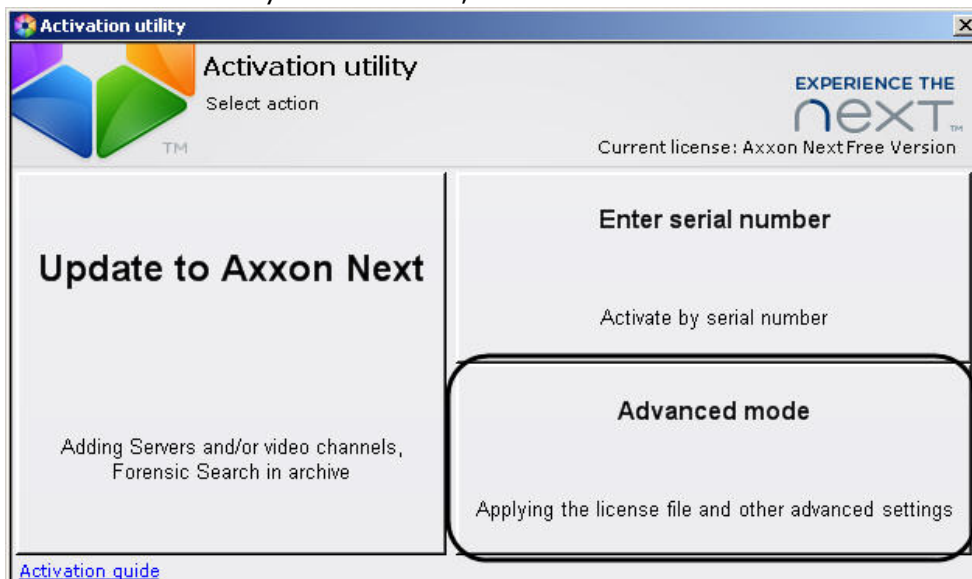 Activation utility
Activation utility
Select action
TM
EXPERIENCE THE
next TM
Current license: Axxon Next Free Version
Update to Axxon Next
Adding Servers and/or video channels,
Forensic Search in archive
Enter serial number
Activate by serial number
Advanced mode
Applying the license file and other advanced settings
Activation guide